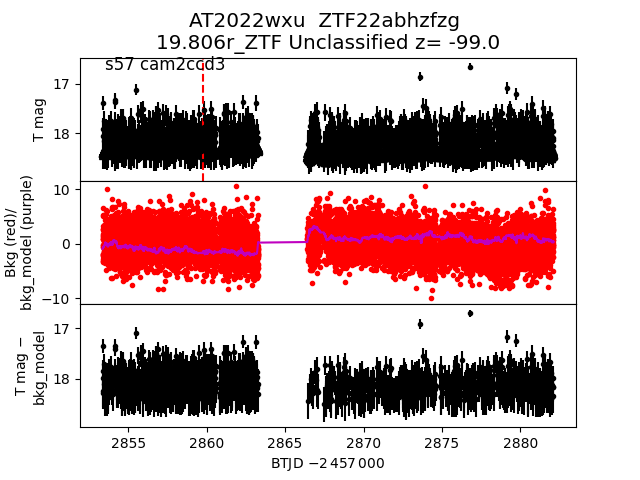 AT2022wxu  ZTF22abhzfzg
19.806r_ZTF Unclassified z= -99.0
s57 cam2ccd3
T mag
17
18
Bkg (red)/
bkg_model (purple)
10
0
−10
T mag −
bkg_model
17
18
2855
2860
2865
2870
2875
2880
BTJD −2 457 000